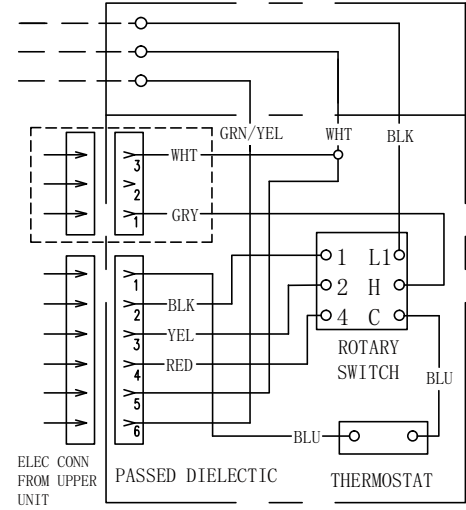 GRN/YEL WHT BLK
WHT
3
2
1
GRY
1 L1
2 H
4 C
ROTARY
SWITCH
1
BLK
2
YEL
3
RED
4
5
6
BLU
BLU
ELEC CONN
FROM UPPER
UNIT
PASSED DIELECTIC
THERMOSTAT